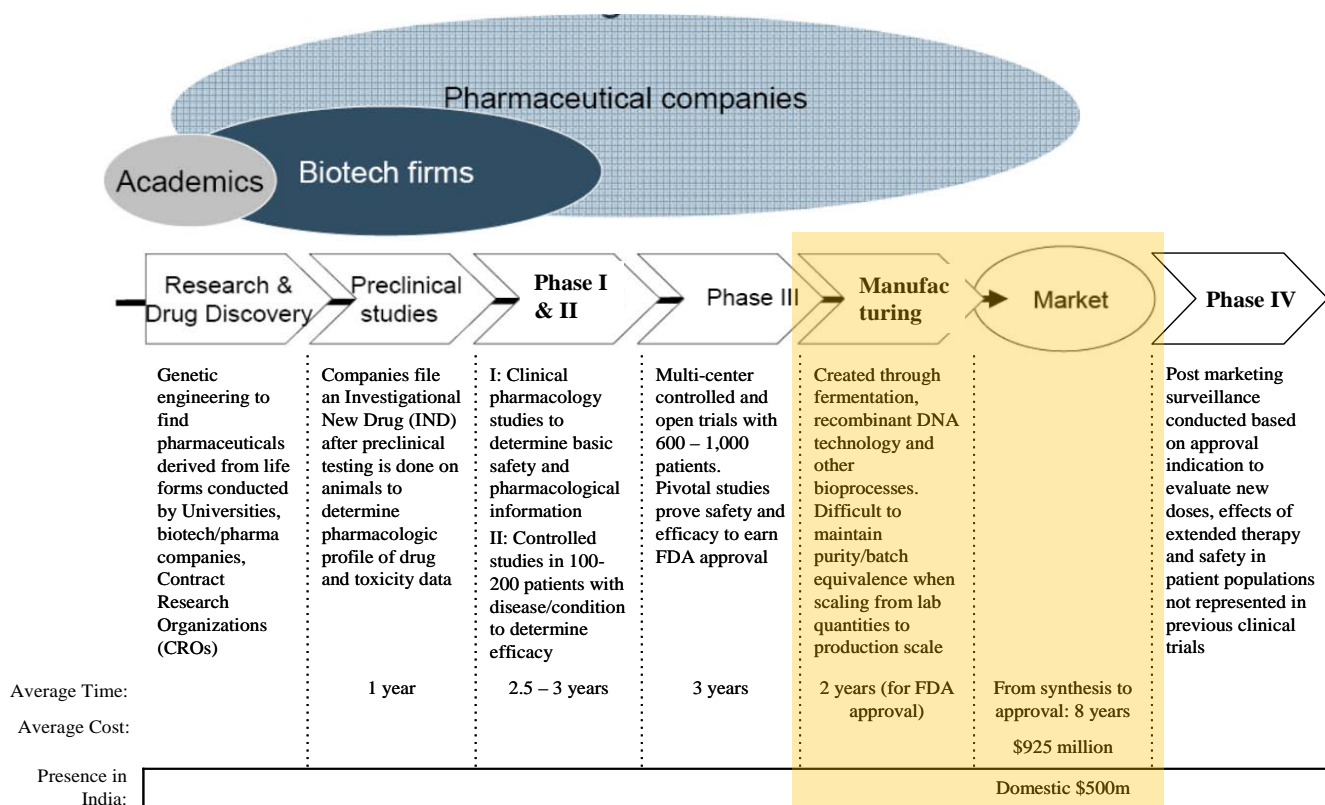 Pharmaceutical companies
Biotech firms
Academics
Research &
Drug Discovery
Preclinical
studies
Phase I
& II
Phase III
Manufac
turing
Market
Phase IV
Genetic
engineering to
find
pharmaceuticals
derived from life
forms conducted
by Universities,
biotech/pharma
companies,
Contract
Research
Organizations
(CROs)
Companies file
an Investigational
New Drug (IND)
after preclinical
testing is done on
animals to
determine
pharmacologic
profile of drug
and toxicity data
I: Clinical
pharmacology
studies to
determine basic
safety and
pharmacological
information
II: Controlled
studies in 100-
200 patients with
disease/condition
to determine
efficacy
Multi-center
controlled and
open trials with
600 – 1,000
patients.
Pivotal studies
prove safety and
efficacy to earn
FDA approval
Created through
fermentation,
recombinant DNA
technology and
other
bioprocesses.
Difficult to
maintain
purity/batch
equivalence when
scaling from lab
quantities to
production scale
Post marketing
surveillance
conducted based
on approval
indication to
evaluate new
doses, effects of
extended therapy
and safety in
patient populations
not represented in
previous clinical
trials
Average Time:
1 year
2.5 – 3 years
3 years
2 years (for FDA
approval)
From synthesis to
approval: 8 years
Average Cost:
$925 million
Presence in
India:
Domestic $500m